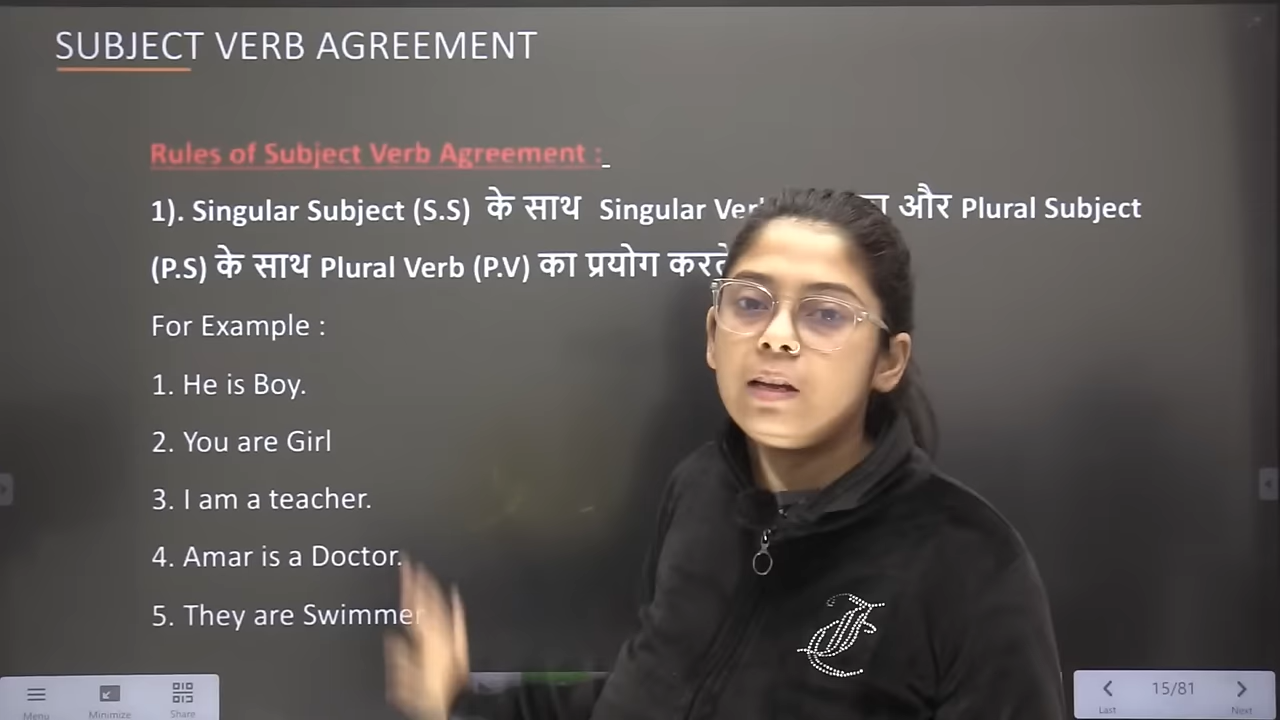 SUBJECT VERB AGREEMENT
Rules of Subject Verb Agreement :
1). Singular Subject (S.S) के साथ Singular और Plural Subject
(P.S) के साथ Plural Verb (P.V) का प्रयोग
For Example :
1. He is Boy.
2. You are Girl
3. I am a teacher.
4. Amar is a Doctor.
5. They are Swimmer
Menu Minimize Share
Last 15/81 Next